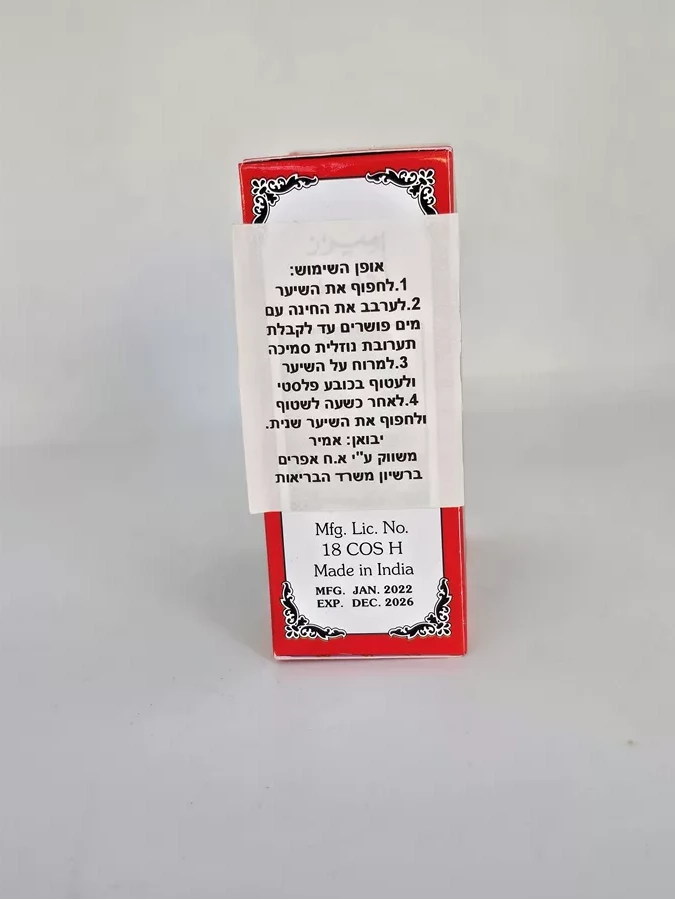 אופן השימוש:
1.לחפוף את השיער
2.לערבב את החינה עם
מים פושרים עד לקבלת
תערובת נוזלית סמיכה
3.למרוח על השיער
ולעטוף בכובע פלסטי
4.לאחר כשעה לשטוף
ולחפוף את השיער שנית.
יבואן: אמיר
משווק ע"י א.ח אפרים
ברשיון משרד הבריאות
Mfg. Lic. No.
18 COS H
Made in India
MFG. JAN. 2022
EXP. DEC. 2026